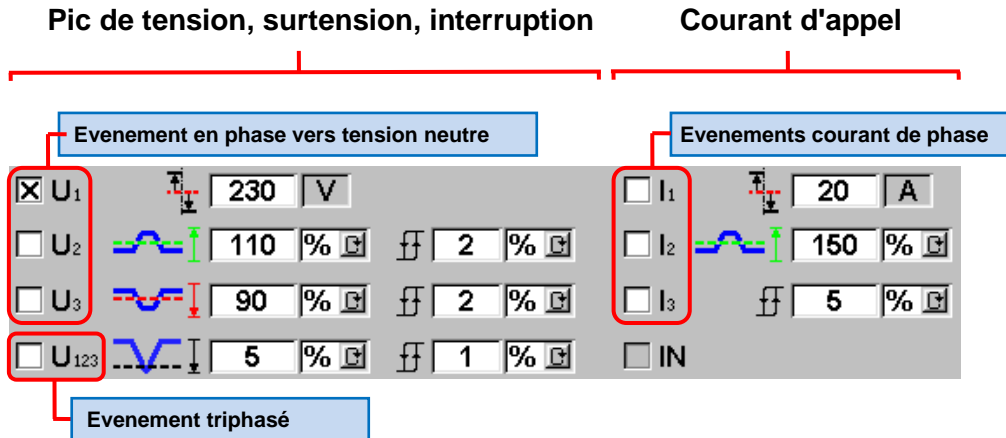 Pic de tension, surtension, interruption Courant d'appel
Evenement en phase vers tension neutre Evenements courant de phase
U1 230 V I1 20 A
U2 110 % 2 % I2 150 %
U3 90 % 2 % I3 5 %
U123 5 % 1 % IN
Evenement triphasé